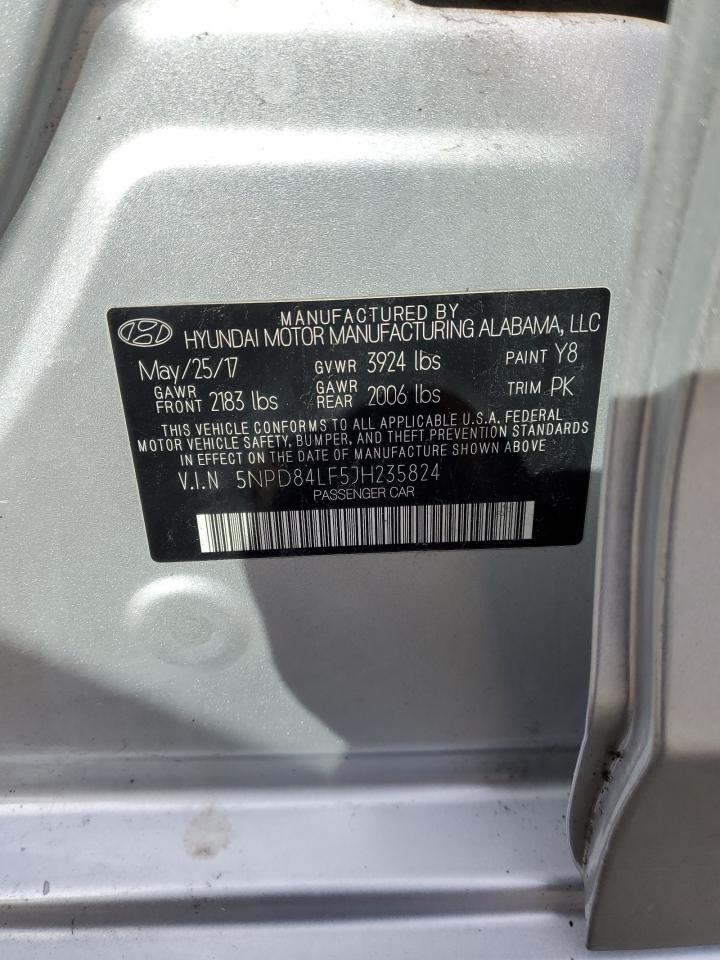 MANUFACTURED BY
HYUNDAI MOTOR MANUFACTURING ALABAMA, LLC
May/25/17 GVWR 3924 lbs PAINT Y8
GAWR FRONT 2183 lbs GAWR REAR 2006 lbs TRIM PK
THIS VEHICLE CONFORMS TO ALL APPLICABLE U.S.A. FEDERAL
MOTOR VEHICLE SAFETY, BUMPER, AND THEFT PREVENTION STANDARDS
IN EFFECT ON THE DATE OF MANUFACTURE SHOWN ABOVE
V.I.N 5NPD84LF5JH235824
PASSENGER CAR